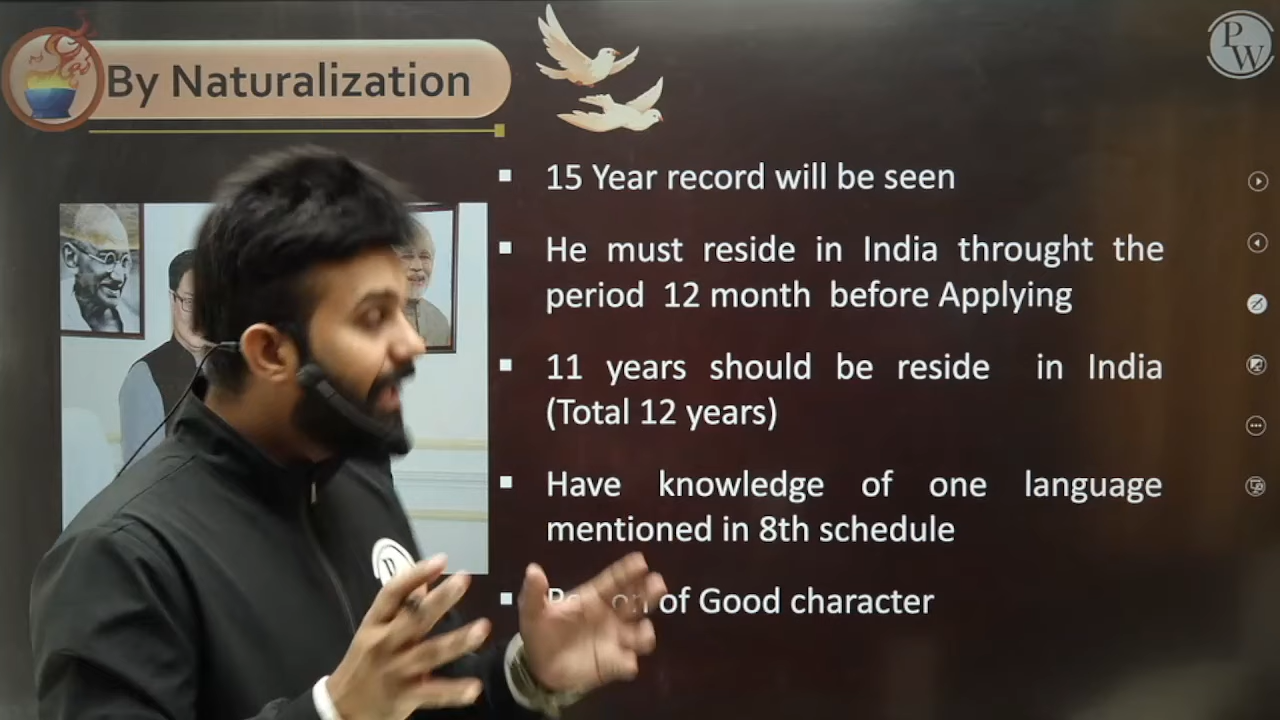 By Naturalization
PW
15 Year record will be seen
He must reside in India throught the
period 12 month before Applying
11 years should be reside in India
(Total 12 years)
Have knowledge of one language
mentioned in 8th schedule
of Good character